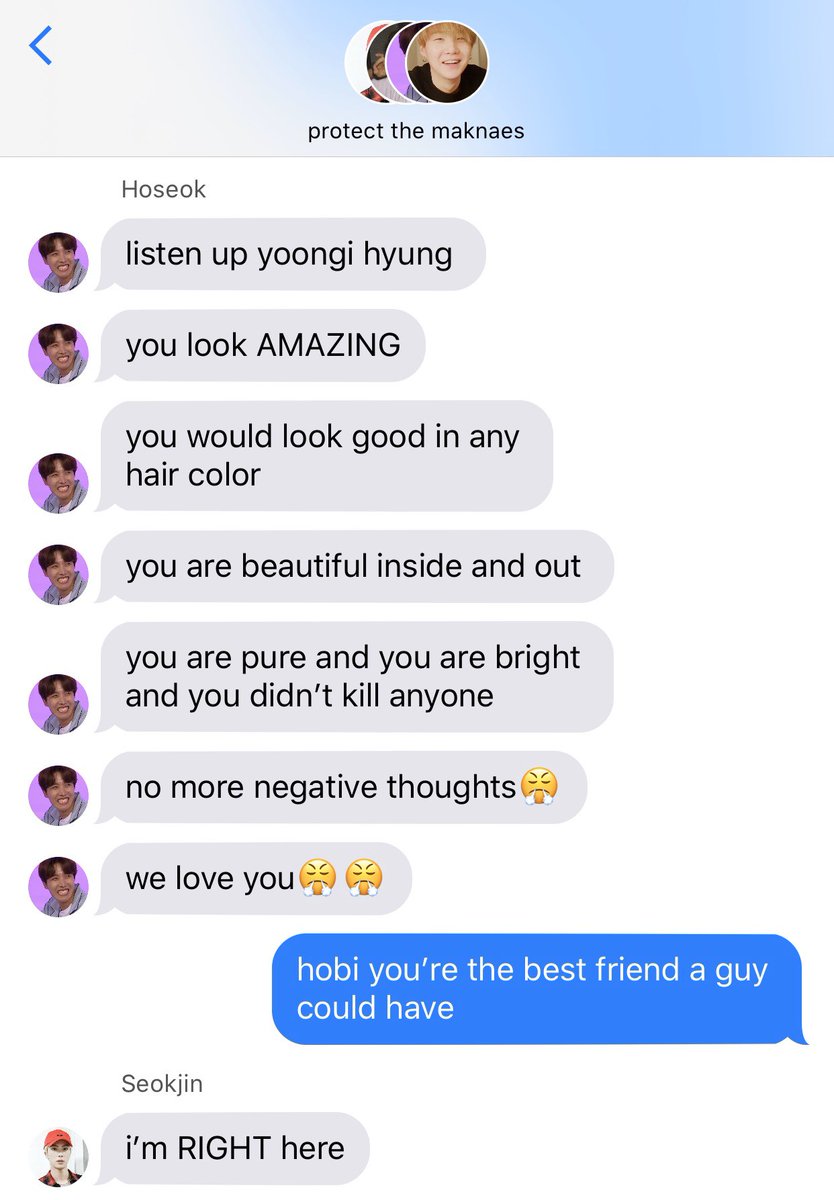 protect the maknaes
Hoseok
listen up yoongi hyung
you look AMAZING
you would look good in any
hair color
you are beautiful inside and out
you are pure and you are bright
and you didn’t kill anyone
no more negative thoughts😤
we love you😤 😤
hobi you’re the best friend a guy
could have
Seokjin
i’m RIGHT here